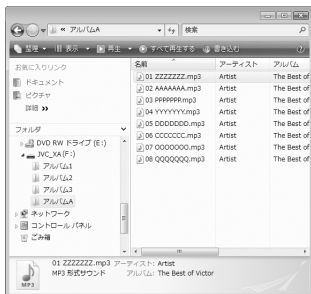 « アルバムA
検索
整理 表示 再生 すべて再生する 書き込む
お気に入りリンク
ドキュメント
ピクチャ
詳細 »
フォルダ
DVD RW ドライブ (E:)
JVC_XA(F:)
アルバム1
アルバム2
アルバム3
アルバムA
ネットワーク
コントロール パネル
ごみ箱
名前 アーティスト アルバム
01 ZZZZZZZ.mp3 Artist The Best of
02 AAAAAAA.mp3 Artist The Best of
03 PPPPPPP.mp3 Artist The Best of
04 YYYYYYY.mp3 Artist The Best of
05 DDDDDDD.mp3 Artist The Best of
06 CCCCCCC.mp3 Artist The Best of
07 OOOOOOO.mp3 Artist The Best of
08 QQQQQQQ.mp3 Artist The Best of
01 ZZZZZZZ.mp3 アーティスト: Artist
MP3 形式サウンド アルバム: The Best of Victor
MP3